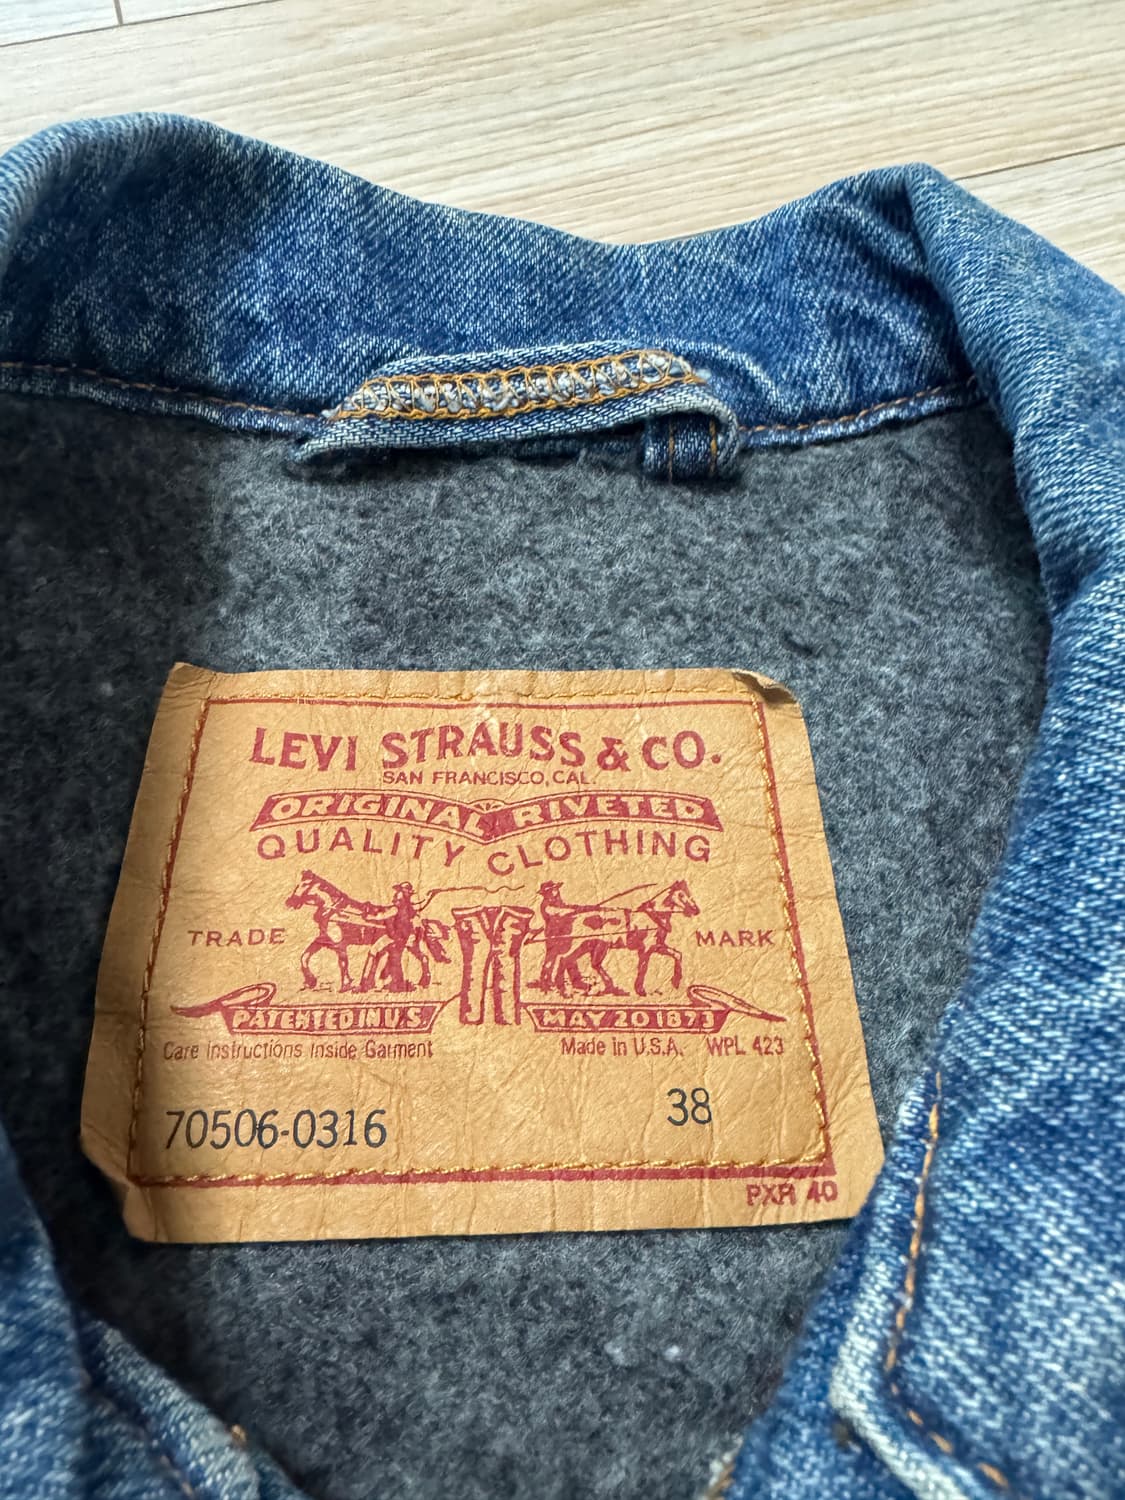 LEVI STRAUSS & CO.
SAN FRANCISCO, CAL.
ORIGINAL RIVETED
QUALITY CLOTHING
TRADE MARK
PATENTED IN U.S. MAY 20 1873
Care Instructions Inside Garment Made in U.S.A. WPL 423
70506-0316 38
PXR 40